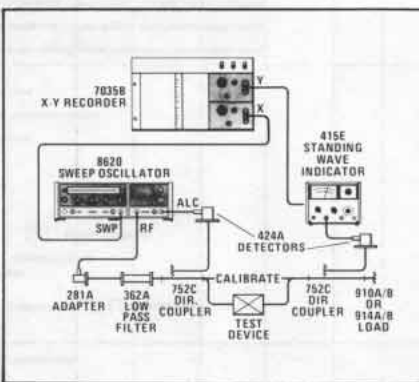 7035B
X-Y RECORDER
Y
X
415E
STANDING
WAVE
INDICATOR
8620
SWEEP OSCILLATOR
ALC
SWP
RF
424A
DETECTORS
CALIBRATE
281A
ADAPTER
362A
LOW
PASS
FILTER
752C
DIR.
COUPLER
TEST
DEVICE
752C
DIR
COUPLER
910A/B
OR
914A/B
LOAD